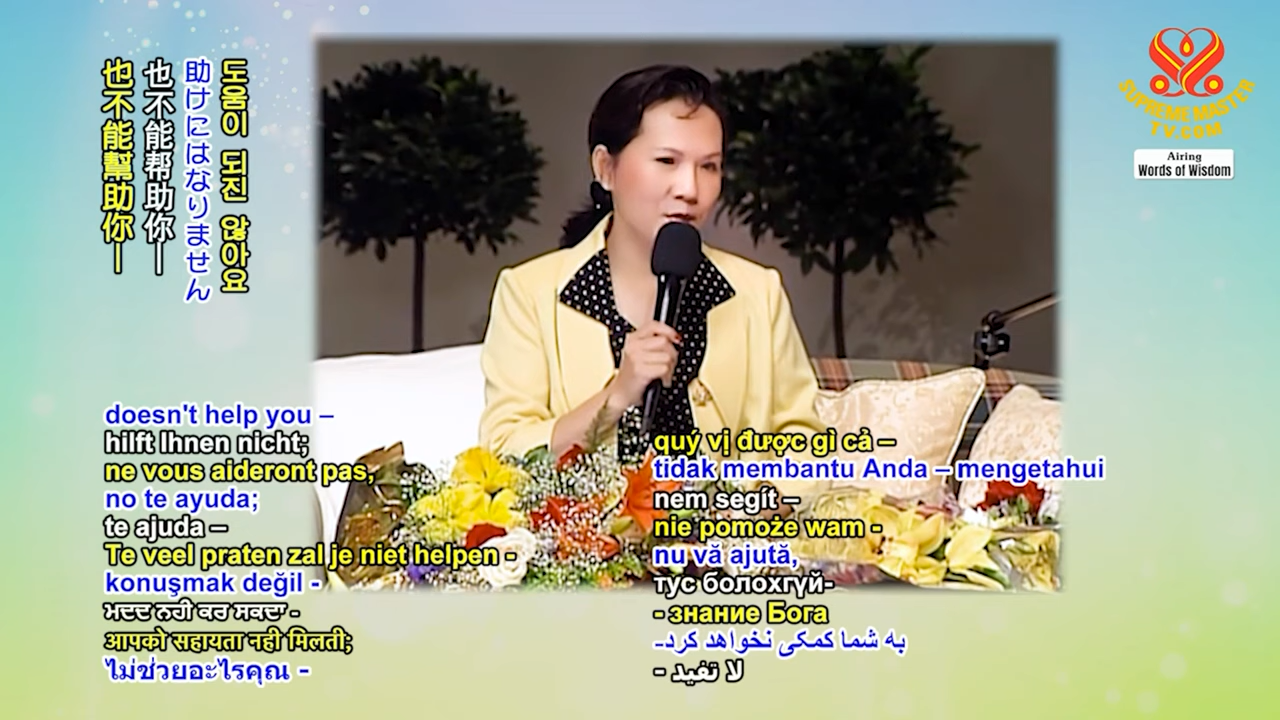 也不能幫助你—
也不能帮助你—
助けにはなりません
도움이 되진 않아요
SUPREME MASTER
TV.COM
Airing
Words of Wisdom
doesn't help you –
hilft Ihnen nicht;
ne vous aideront pas,
no te ayuda;
te ajuda –
Te veel praten zal je niet helpen -
konuşmak değil -
ਮਦਦ ਨਹੀ ਕਰ ਸਕਦਾ -
आपको सहायता नही मिलती;
ไม่ช่วยอะไรคุณ -
quý vị được gì cả –
tidak membantu Anda – mengetahui
nem segít –
nie pomoże wam -
nu vă ajută,
тус болохгүй-
- знание Бога
به شما کمکی نخواهد کرد-
لا تفيد -